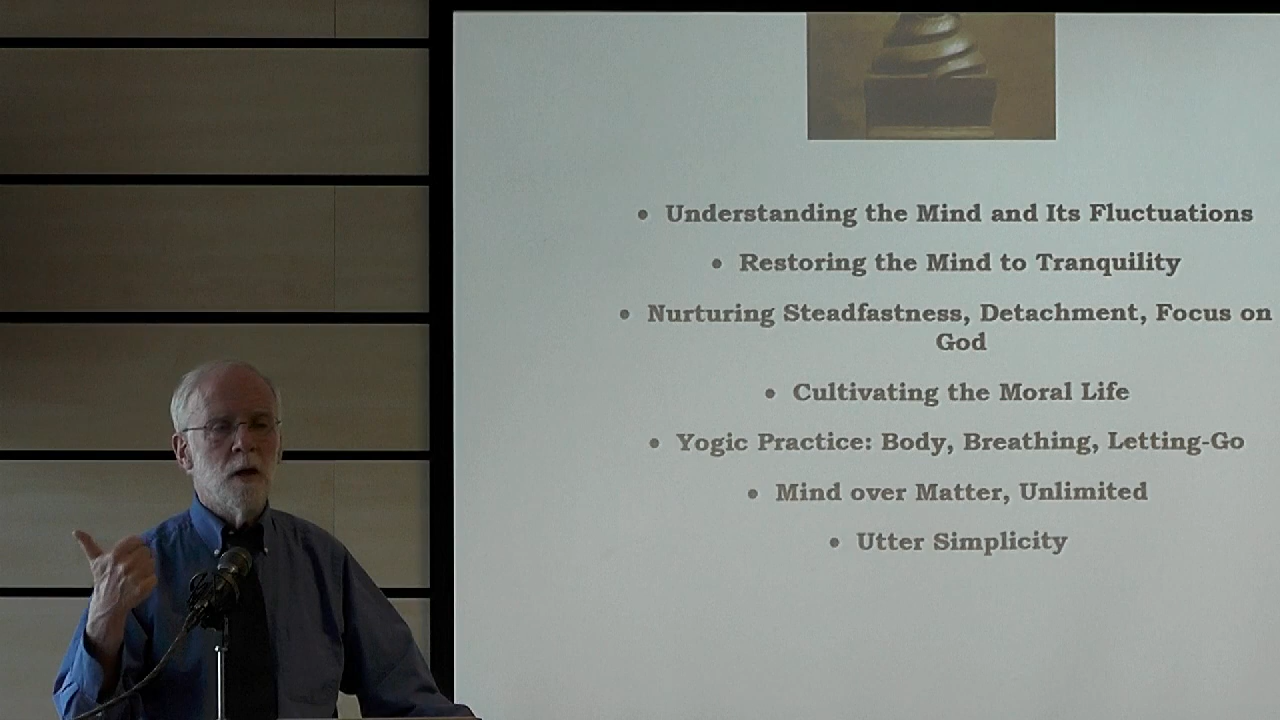 • Understanding the Mind and Its Fluctuations
• Restoring the Mind to Tranquility
• Nurturing Steadfastness, Detachment, Focus on
God
• Cultivating the Moral Life
• Yogic Practice: Body, Breathing, Letting-Go
• Mind over Matter, Unlimited
• Utter Simplicity